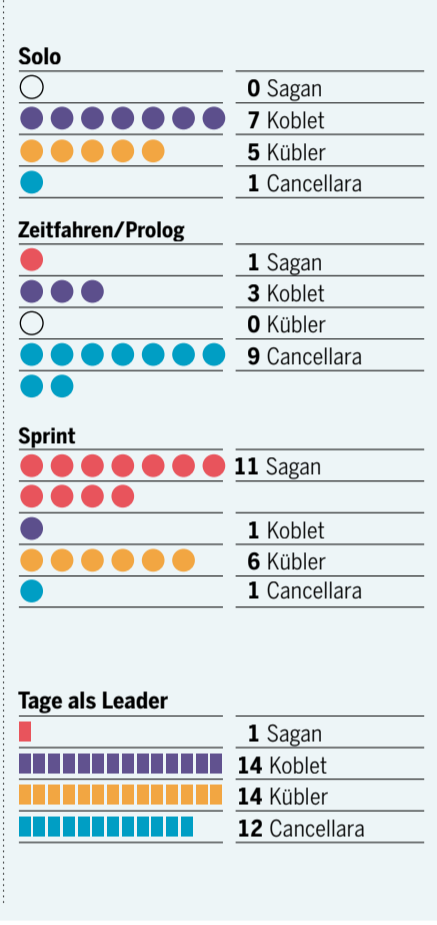 Solo
0 Sagan
7 Koblet
5 Kübler
1 Cancellara
Zeitfahren/Prolog
1 Sagan
3 Koblet
0 Kübler
9 Cancellara
Sprint
11 Sagan
1 Koblet
6 Kübler
1 Cancellara
Tage als Leader
1 Sagan
14 Koblet
14 Kübler
12 Cancellara